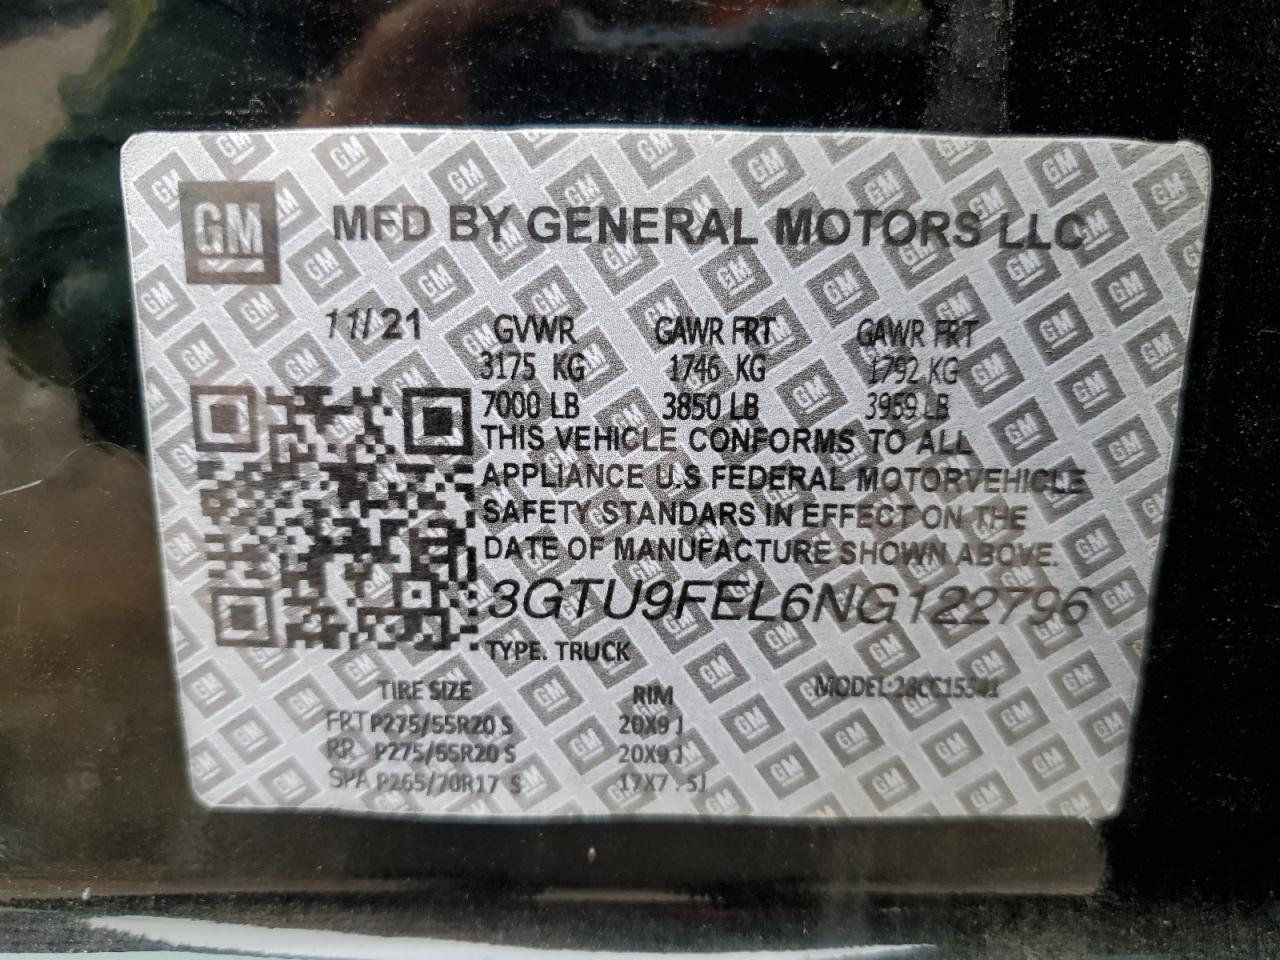 GM
MFD BY GENERAL MOTORS LLC
11/21
GVWR GAWR FRT GAWR FRT
3175 KG 1746 KG 1792 KG
7000 LB 3850 LB 3959 LB
THIS VEHICLE CONFORMS TO ALL
APPLIANCE U.S FEDERAL MOTORVEHICLE
SAFETY STANDARS IN EFFECT ON THE
DATE OF MANUFACTURE SHOWN ABOVE.
3GTU9FEL6NG122796
TYPE. TRUCK
TIRE SIZE RIM MODEL:
FRT P275/55R20 S 20X9 J
RR P275/55R20 S 20X9 J
SPA P265/70R17 S 17X7 .5J